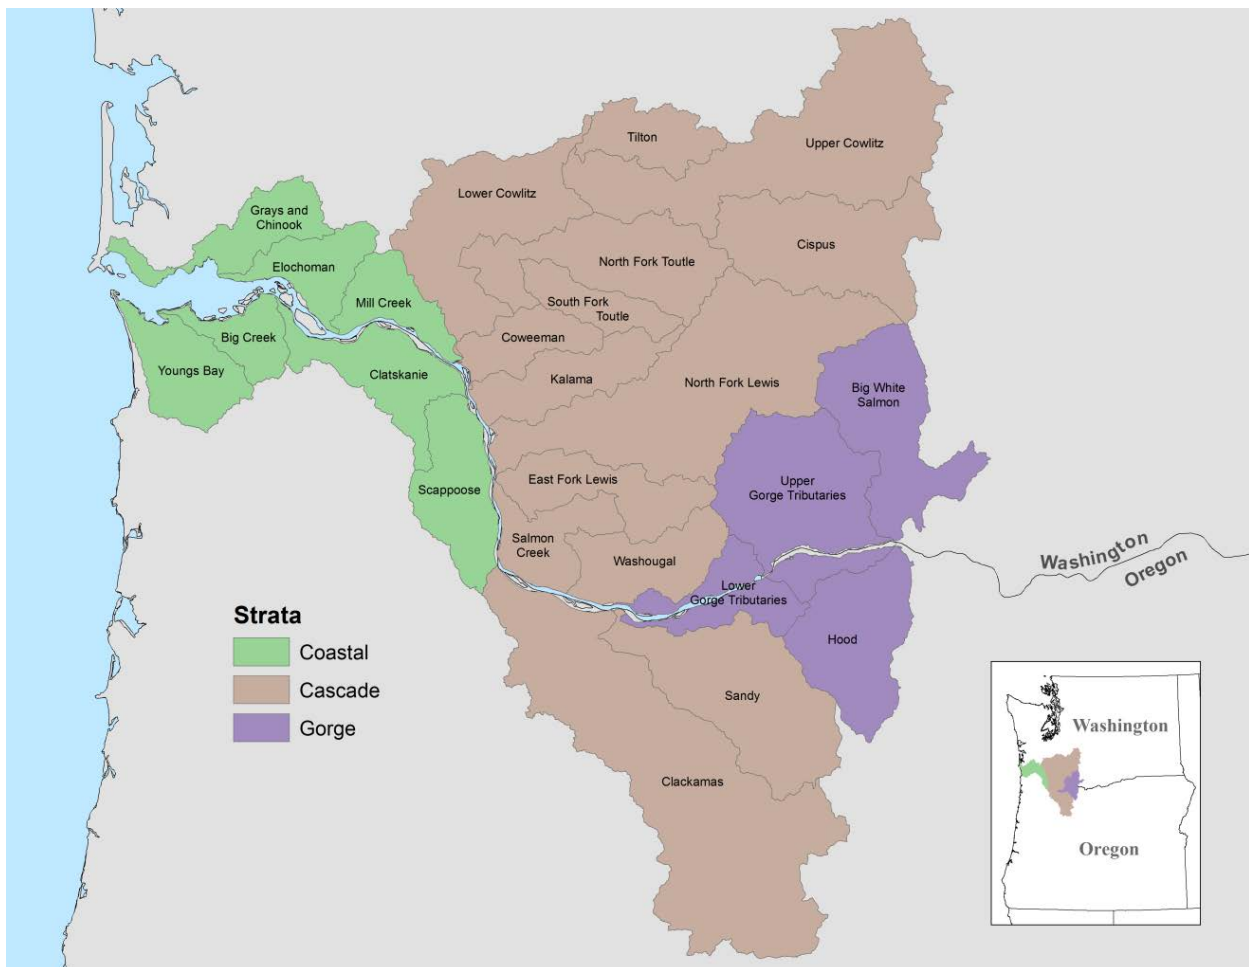 Tilton
Upper Cowlitz
Lower Cowlitz
Grays and
Chinook
Cispus
North Fork Toutle
Elochoman
Mill Creek
South Fork
Toutle
Coweeman
Big Creek
Youngs Bay
Clatskanie
Kalama
North Fork Lewis
Big White
Salmon
East Fork Lewis
Upper
Gorge Tributaries
Scappoose
Salmon
Creek
Washougal
Washington
Oregon
Lower
Gorge Tributaries
Hood
Sandy
Clackamas
Strata
Coastal
Cascade
Gorge
Washington
Oregon